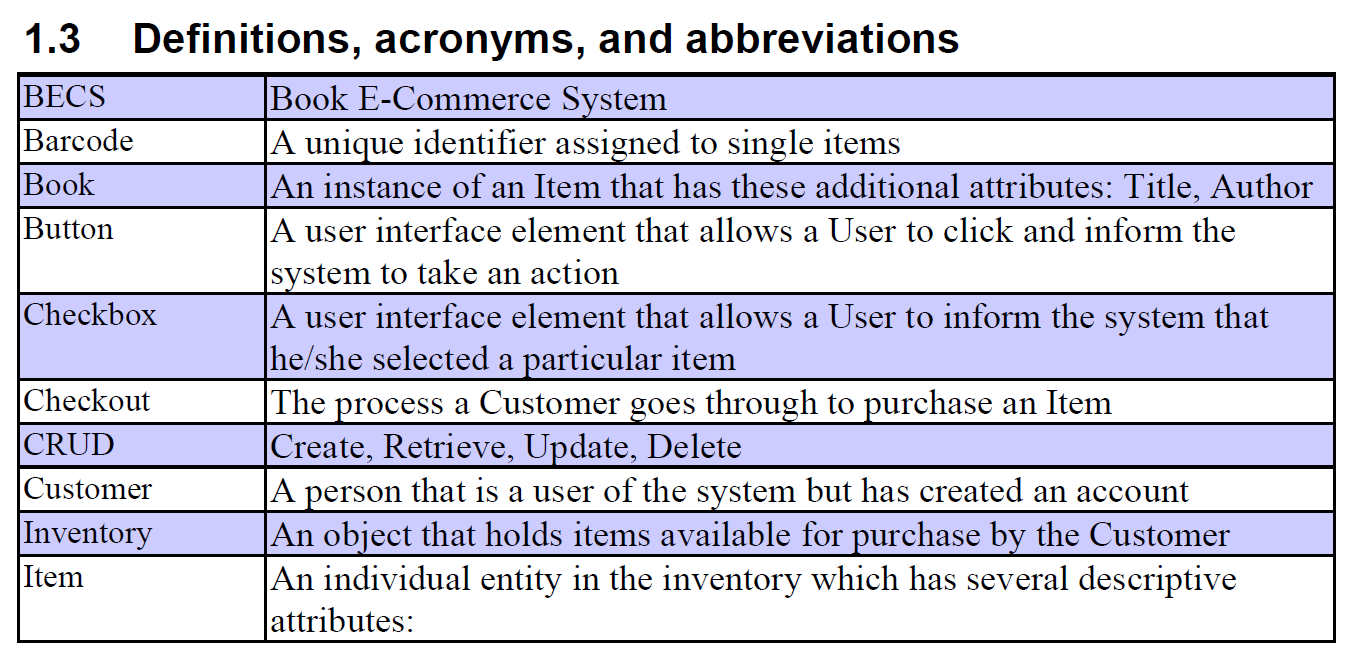 1.3 Definitions, acronyms, and abbreviations
BECS Book E-Commerce System
Barcode A unique identifier assigned to single items
Book An instance of an Item that has these additional attributes: Title, Author
Button A user interface element that allows a User to click and inform the
system to take an action
Checkbox A user interface element that allows a User to inform the system that
he/she selected a particular item
Checkout The process a Customer goes through to purchase an Item
CRUD Create, Retrieve, Update, Delete
Customer A person that is a user of the system but has created an account
Inventory An object that holds items available for purchase by the Customer
Item An individual entity in the inventory which has several descriptive
attributes: